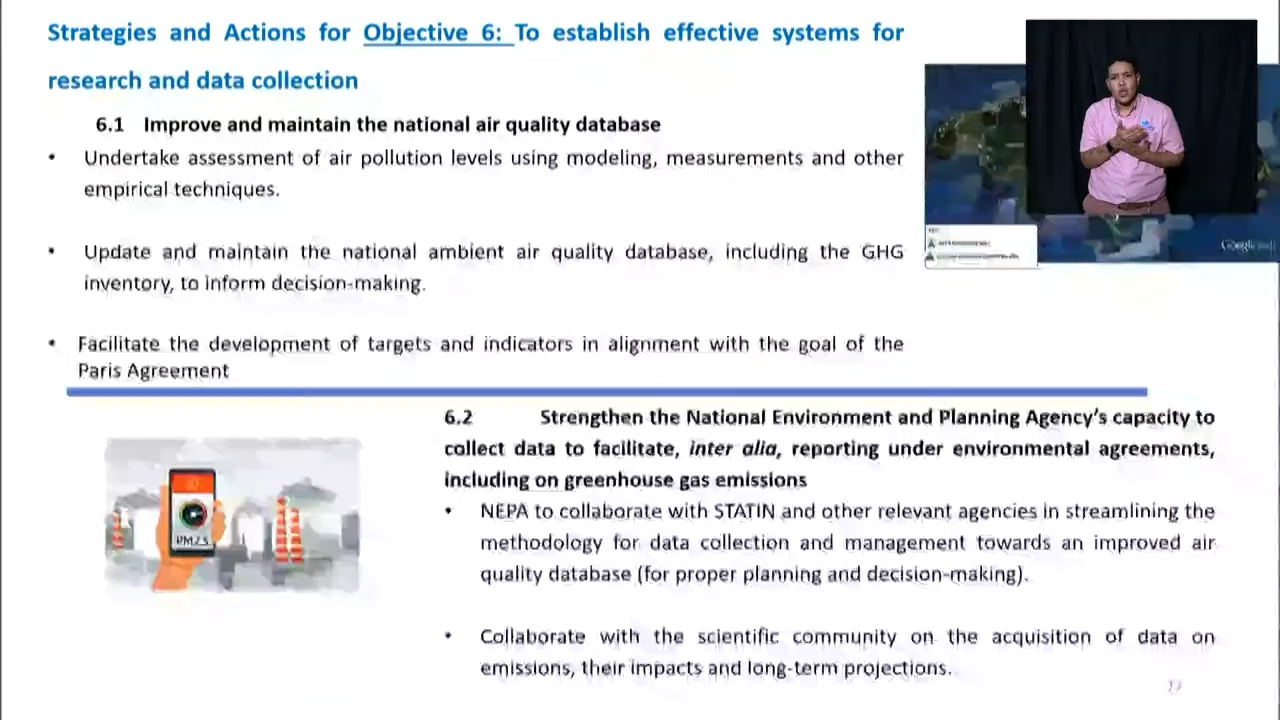 Strategies and Actions for Objective 6: To establish effective systems for
research and data collection
6.1 Improve and maintain the national air quality database
• Undertake assessment of air pollution levels using modeling, measurements and other
empirical techniques.
• Update and maintain the national ambient air quality database, including the GHG
inventory, to inform decision-making.
• Facilitate the development of targets and indicators in alignment with the goal of the
Paris Agreement
6.2 Strengthen the National Environment and Planning Agency's capacity to
collect data to facilitate, inter alia, reporting under environmental agreements,
including on greenhouse gas emissions
• NEPA to collaborate with STATIN and other relevant agencies in streamlining the
methodology for data collection and management towards an improved air
quality database (for proper planning and decision-making).
• Collaborate with the scientific community on the acquisition of data on
emissions, their impacts and long-term projections.
Google